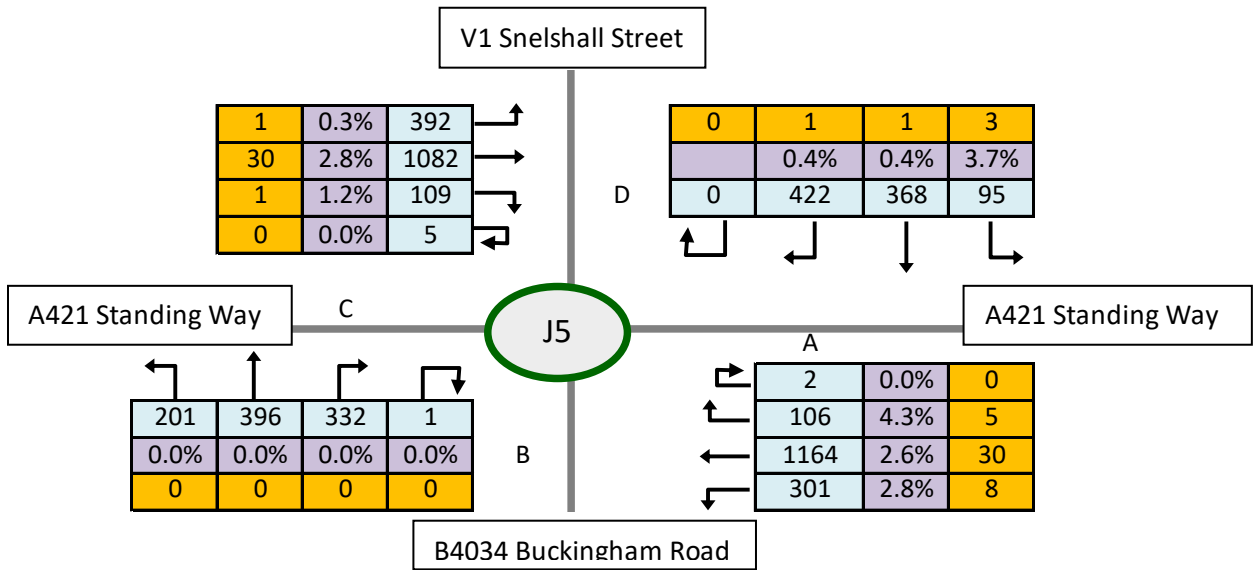 V1 Snelshall Street
1 0.3% 392
30 2.8% 1082
1 1.2% 109
0 0.0% 5
D
0 1 1 3
0.4% 0.4% 3.7%
0 422 368 95
A421 Standing Way
C
J5
A421 Standing Way
A
201 396 332 1
0.0% 0.0% 0.0% 0.0%
0 0 0 0
B
2 0.0% 0
106 4.3% 5
1164 2.6% 30
301 2.8% 8
B4034 Buckingham Road